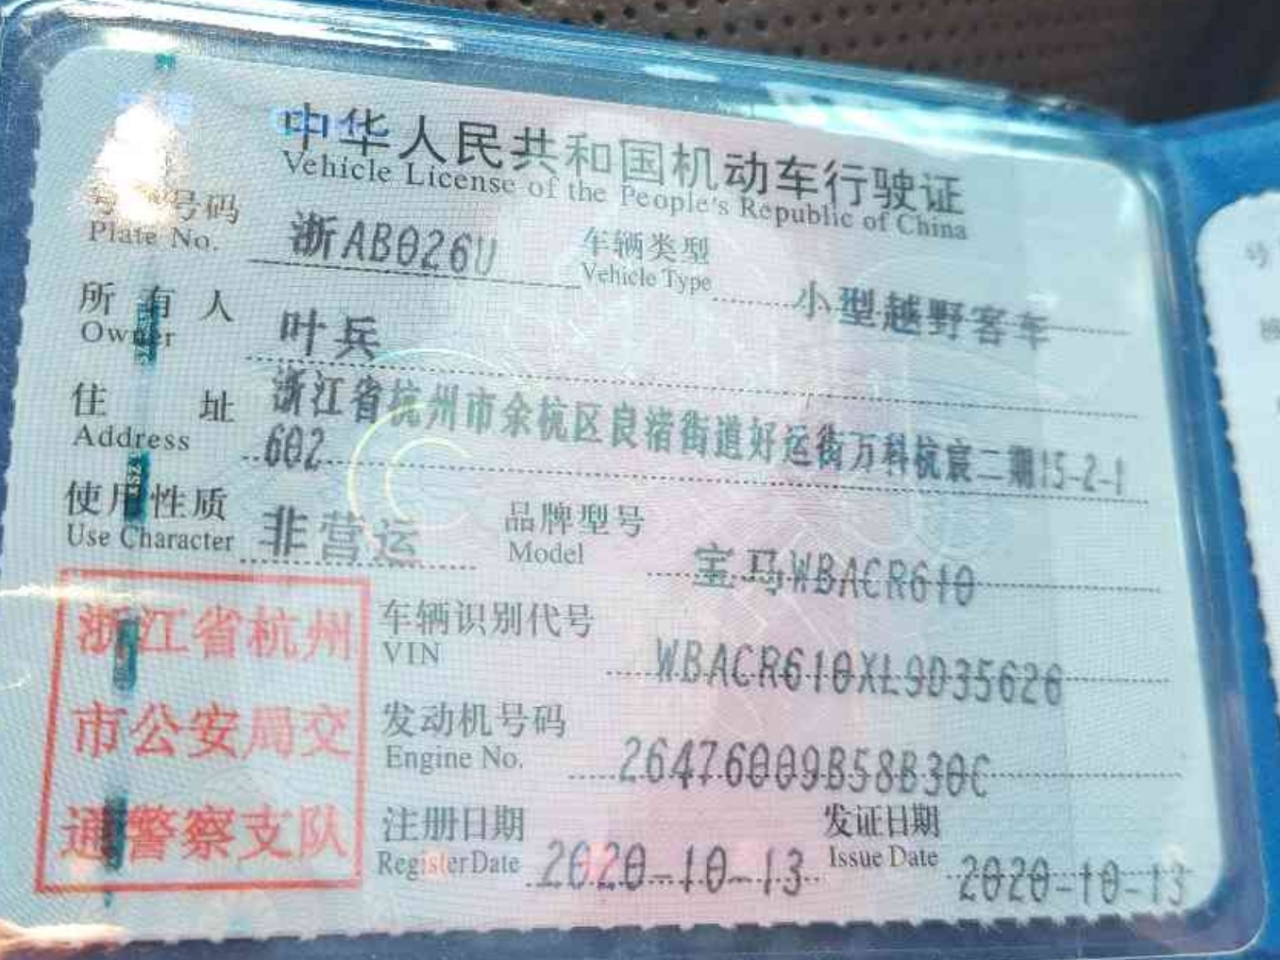 中华人民共和国机动车行驶证
Vehicle License of the People's Republic of China
号牌号码 浙AB026U 车辆类型 小型越野客车
Plate No. Vehicle Type
所有人 叶兵
Owner
住址 浙江省杭州市余杭区良渚街道好运街万科杭宸二期15-2-1
Address 602
使用性质 非营运 品牌型号 宝马WBACR610
Use Character Model
浙江省杭州
市公安局交
通警察支队
车辆识别代号 WBACR610XL9D35626
VIN
发动机号码 26476009B58B30C
Engine No.
注册日期 2020-10-13 发证日期 2020-10-13
Register Date Issue Date